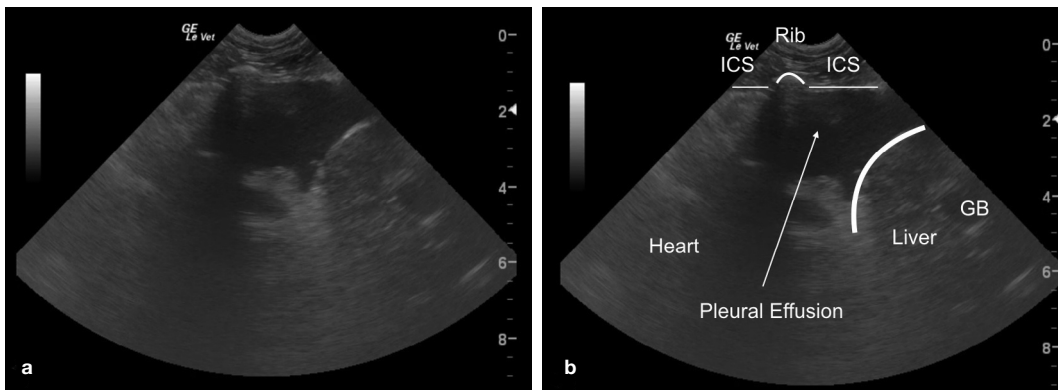 GE
Le Vet
0
2
4
6
8
a
GE
Le Vet
Rib
ICS
ICS
0
2
4
6
8
GB
Liver
Heart
Pleural Effusion
b